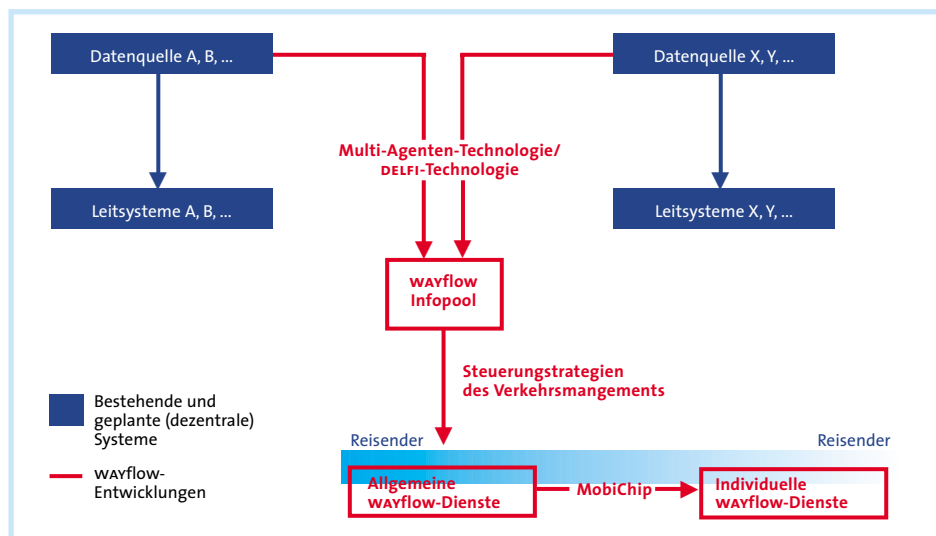 Datenquelle A, B, ...
Datenquelle X, Y, ...
Multi-Agenten-Technologie/
DELFI-Technologie
Leitsysteme A, B, ...
Leitsysteme X, Y, ...
WAYflow
Infopool
Steuerungstrategien
des Verkehrsmangements
Bestehende und
geplante (dezentrale)
Systeme
WAYflow-
Entwicklungen
Reisender
Reisender
Allgemeine
WAYflow-Dienste
MobiChip
Individuelle
WAYflow-Dienste